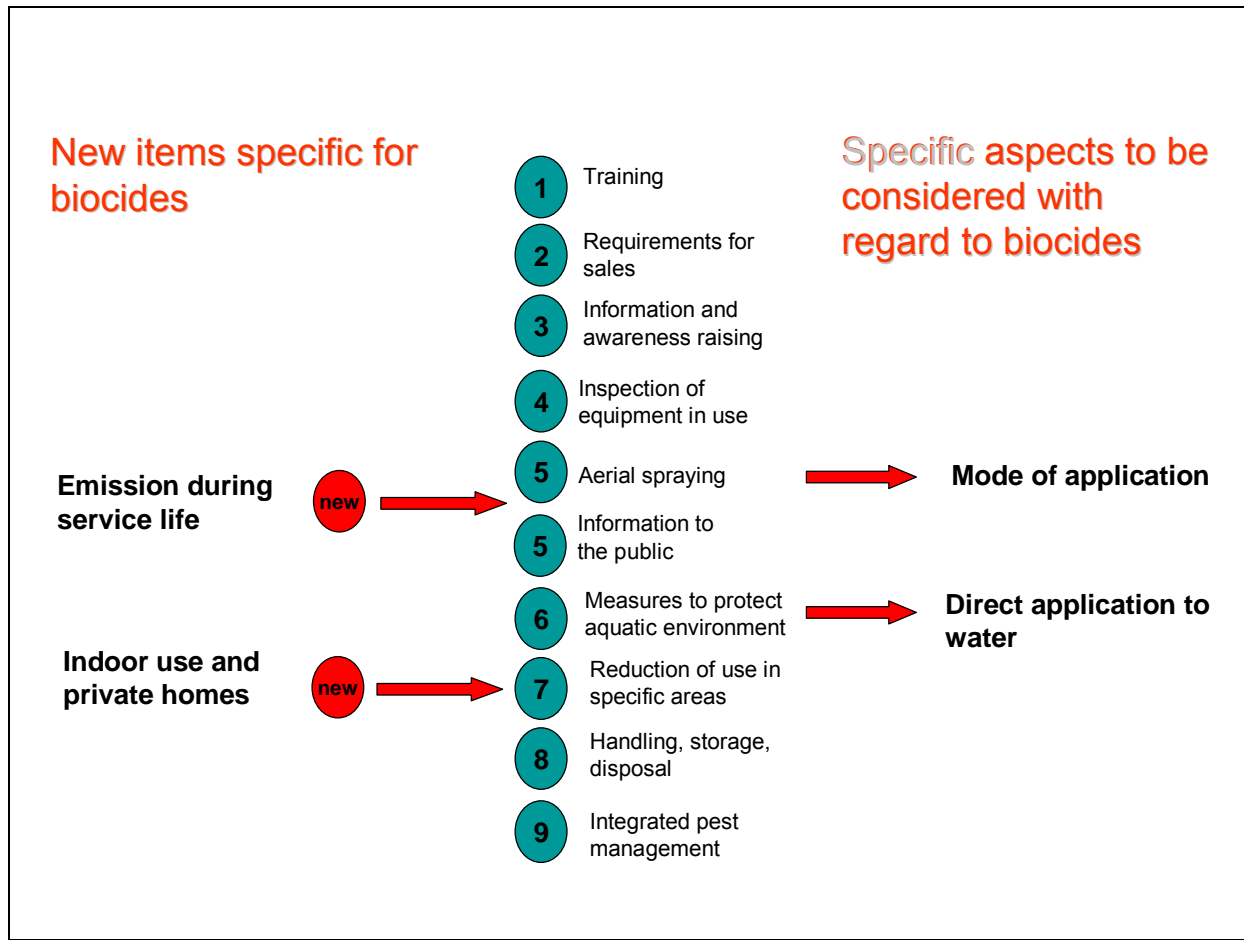 New items specific for
biocides
Specific aspects to be
considered with
regard to biocides
1
Training
2
Requirements for
sales
3
Information and
awareness raising
4
Inspection of
equipment in use
5
Aerial spraying
Mode of application
Emission during
service life
new
5
Information to
the public
6
Measures to protect
aquatic environment
Direct application to
water
Indoor use and
private homes
new
7
Reduction of use in
specific areas
8
Handling, storage,
disposal
9
Integrated pest
management